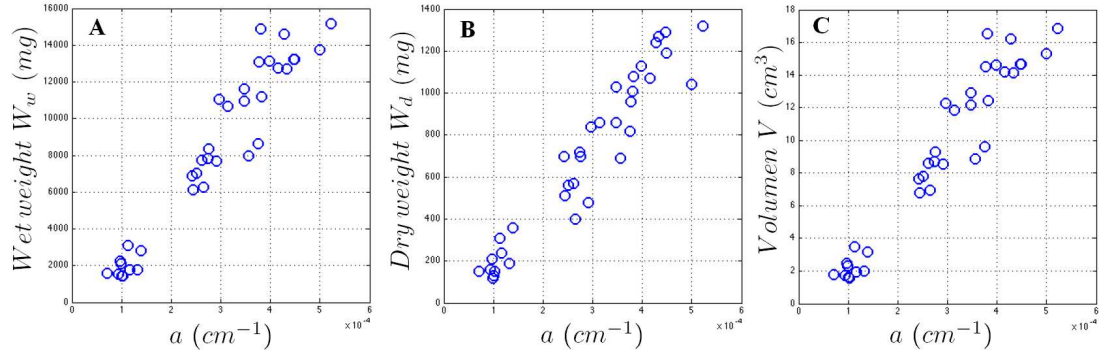 A
Wet weight W_w (mg)
16000
14000
12000
10000
8000
6000
4000
2000
0
0 1 2 3 4 5 6
×10⁻⁴
a (cm⁻¹)
B
Dry weight W_d (mg)
1400
1200
1000
800
600
400
200
0
0 1 2 3 4 5 6
×10⁻⁴
a (cm⁻¹)
C
Volumen V (cm³)
18
16
14
12
10
8
6
4
2
0
0 1 2 3 4 5 6
×10⁻⁴
a (cm⁻¹)